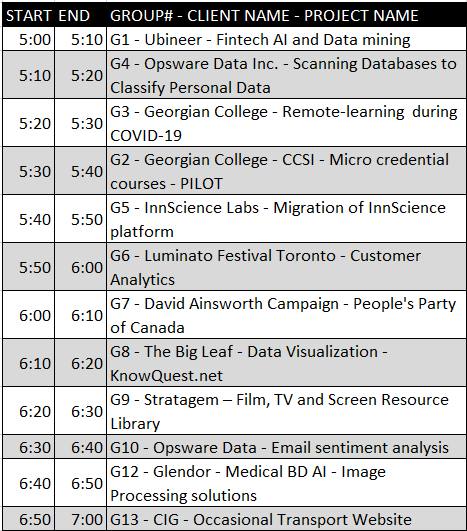 START END GROUP# - CLIENT NAME - PROJECT NAME
5:00 5:10 G1 - Ubineer - Fintech AI and Data mining
5:10 5:20 G4 - Opsware Data Inc. - Scanning Databases to
Classify Personal Data
5:20 5:30 G3 - Georgian College - Remote-learning during
COVID-19
5:30 5:40 G2 - Georgian College - CCSI - Micro credential
courses - PILOT
5:40 5:50 G5 - InnScience Labs - Migration of InnScience
platform
5:50 6:00 G6 - Luminato Festival Toronto - Customer
Analytics
6:00 6:10 G7 - David Ainsworth Campaign - People's Party
of Canada
6:10 6:20 G8 - The Big Leaf - Data Visualization -
KnowQuest.net
6:20 6:30 G9 - Stratagem – Film, TV and Screen Resource
Library
6:30 6:40 G10 - Opsware Data - Email sentiment analysis
6:40 6:50 G12 - Glendor - Medical BD AI - Image
Processing solutions
6:50 7:00 G13 - CIG - Occasional Transport Website